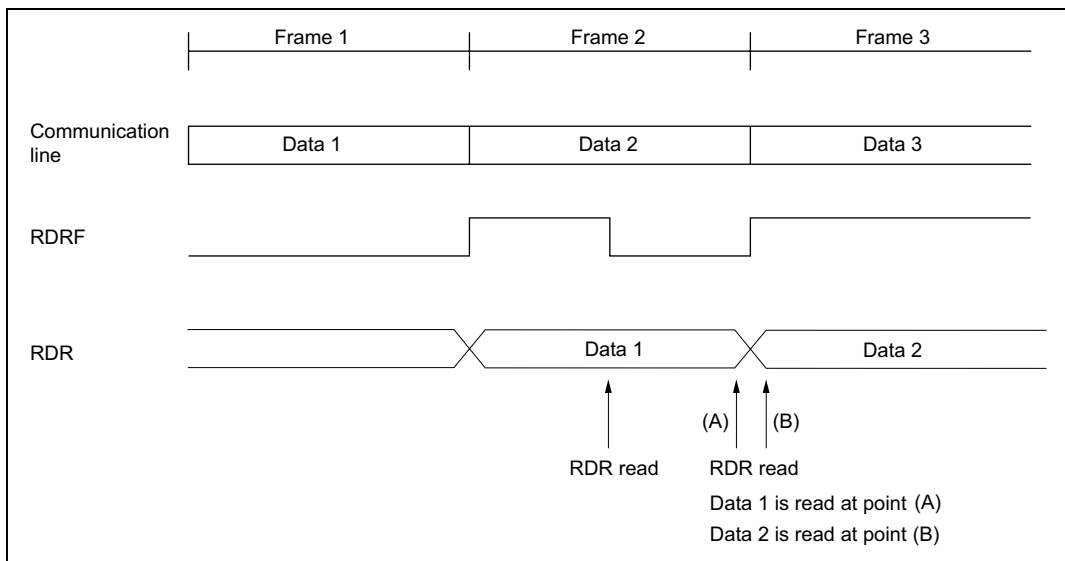 Frame 1 Frame 2 Frame 3
Communication
line
Data 1 Data 2 Data 3
RDRF
RDR
Data 1 Data 2
(A) (B)
RDR read RDR read
Data 1 is read at point (A)
Data 2 is read at point (B)